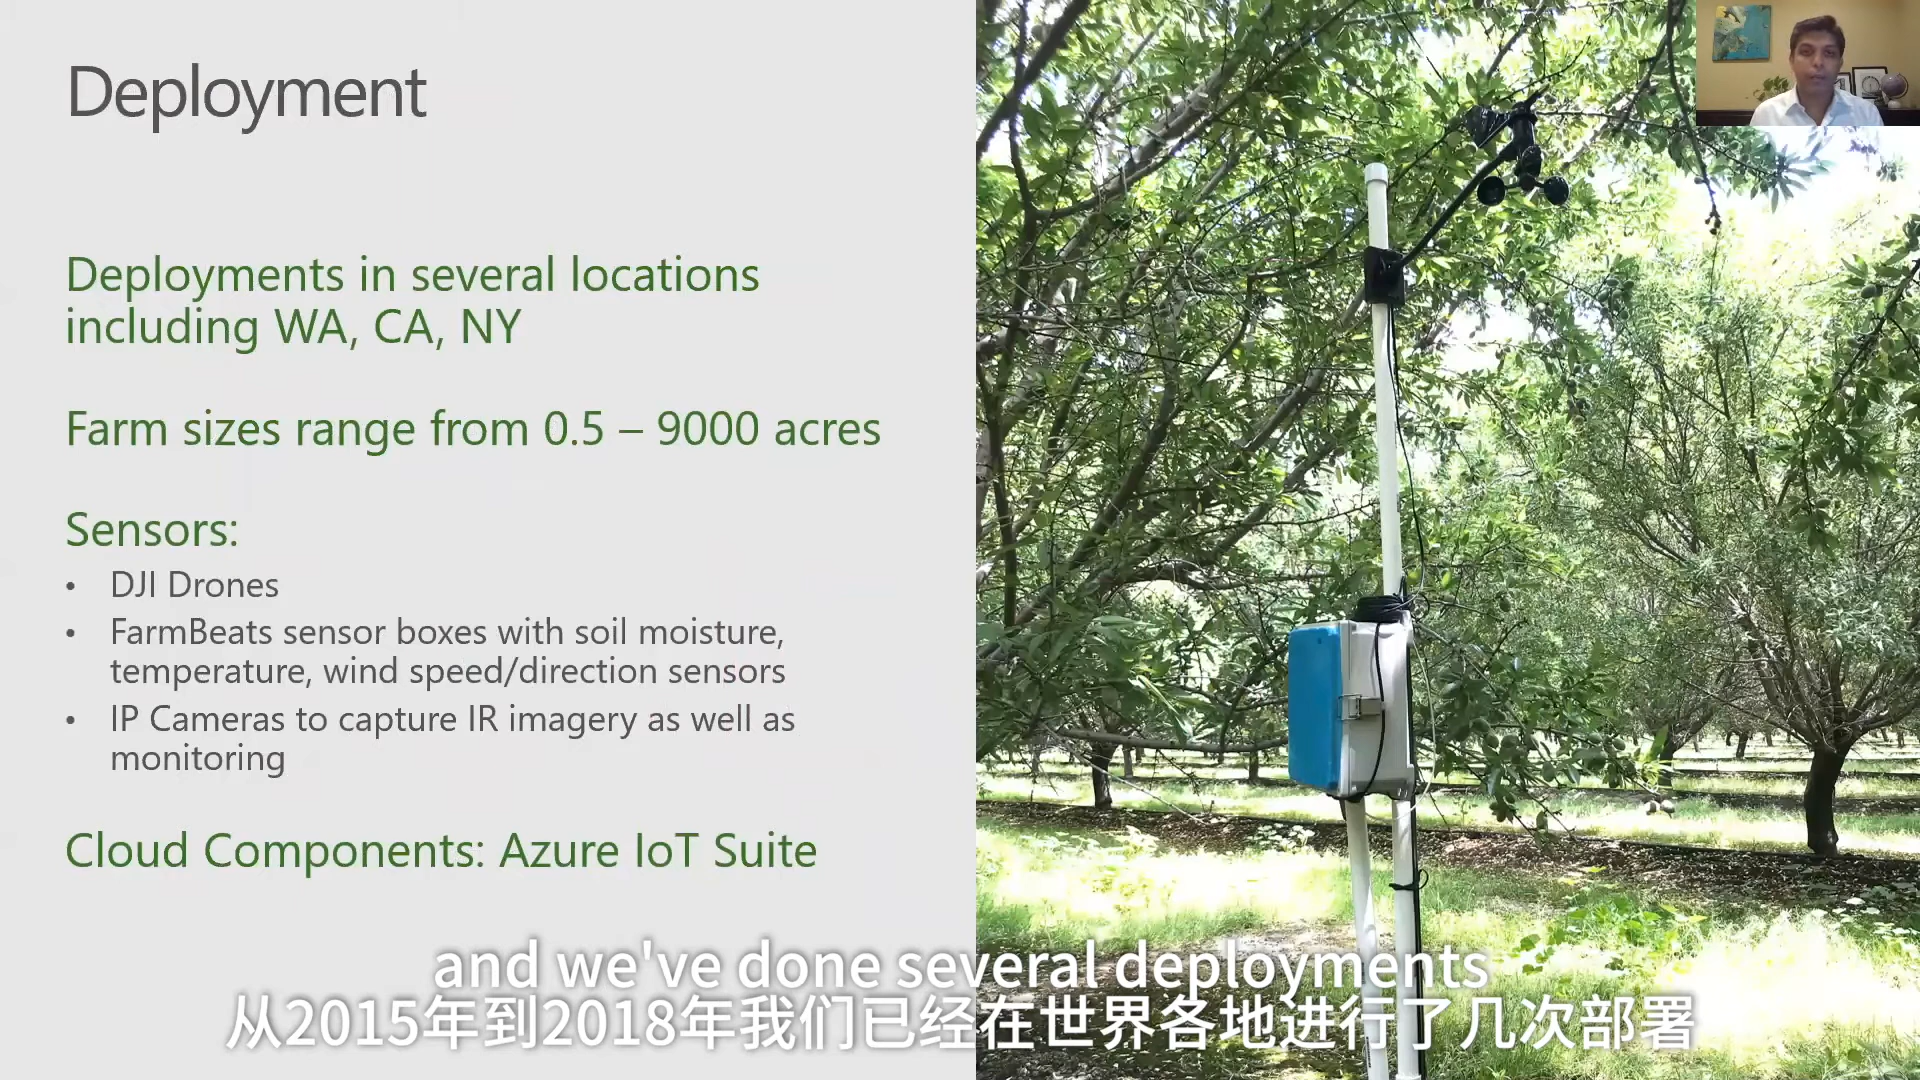 Deployment
Deployments in several locations
including WA, CA, NY
Farm sizes range from 0.5 – 9000 acres
Sensors:
• DJI Drones
• FarmBeats sensor boxes with soil moisture,
temperature, wind speed/direction sensors
• IP Cameras to capture IR imagery as well as
monitoring
Cloud Components: Azure IoT Suite
and we've done several deployments
从2015年到2018年我们已经在世界各地进行了几次部署